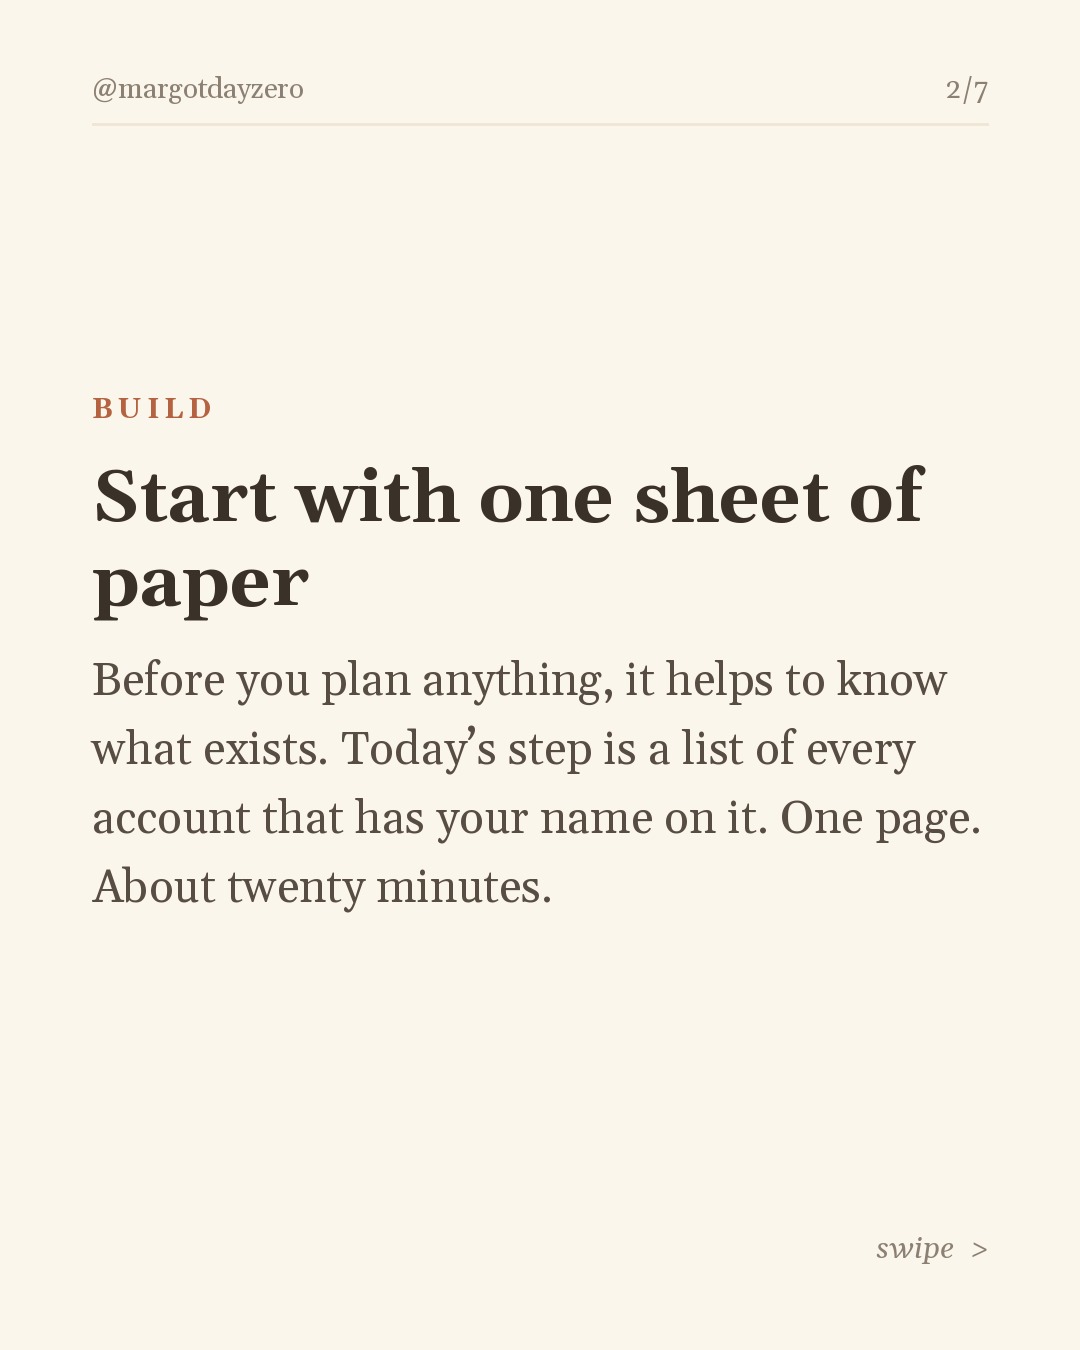 @margotdayzero
2/7
BUILD
Start with one sheet of
paper
Before you plan anything, it helps to know
what exists. Today’s step is a list of every
account that has your name on it. One page.
About twenty minutes.
swipe >